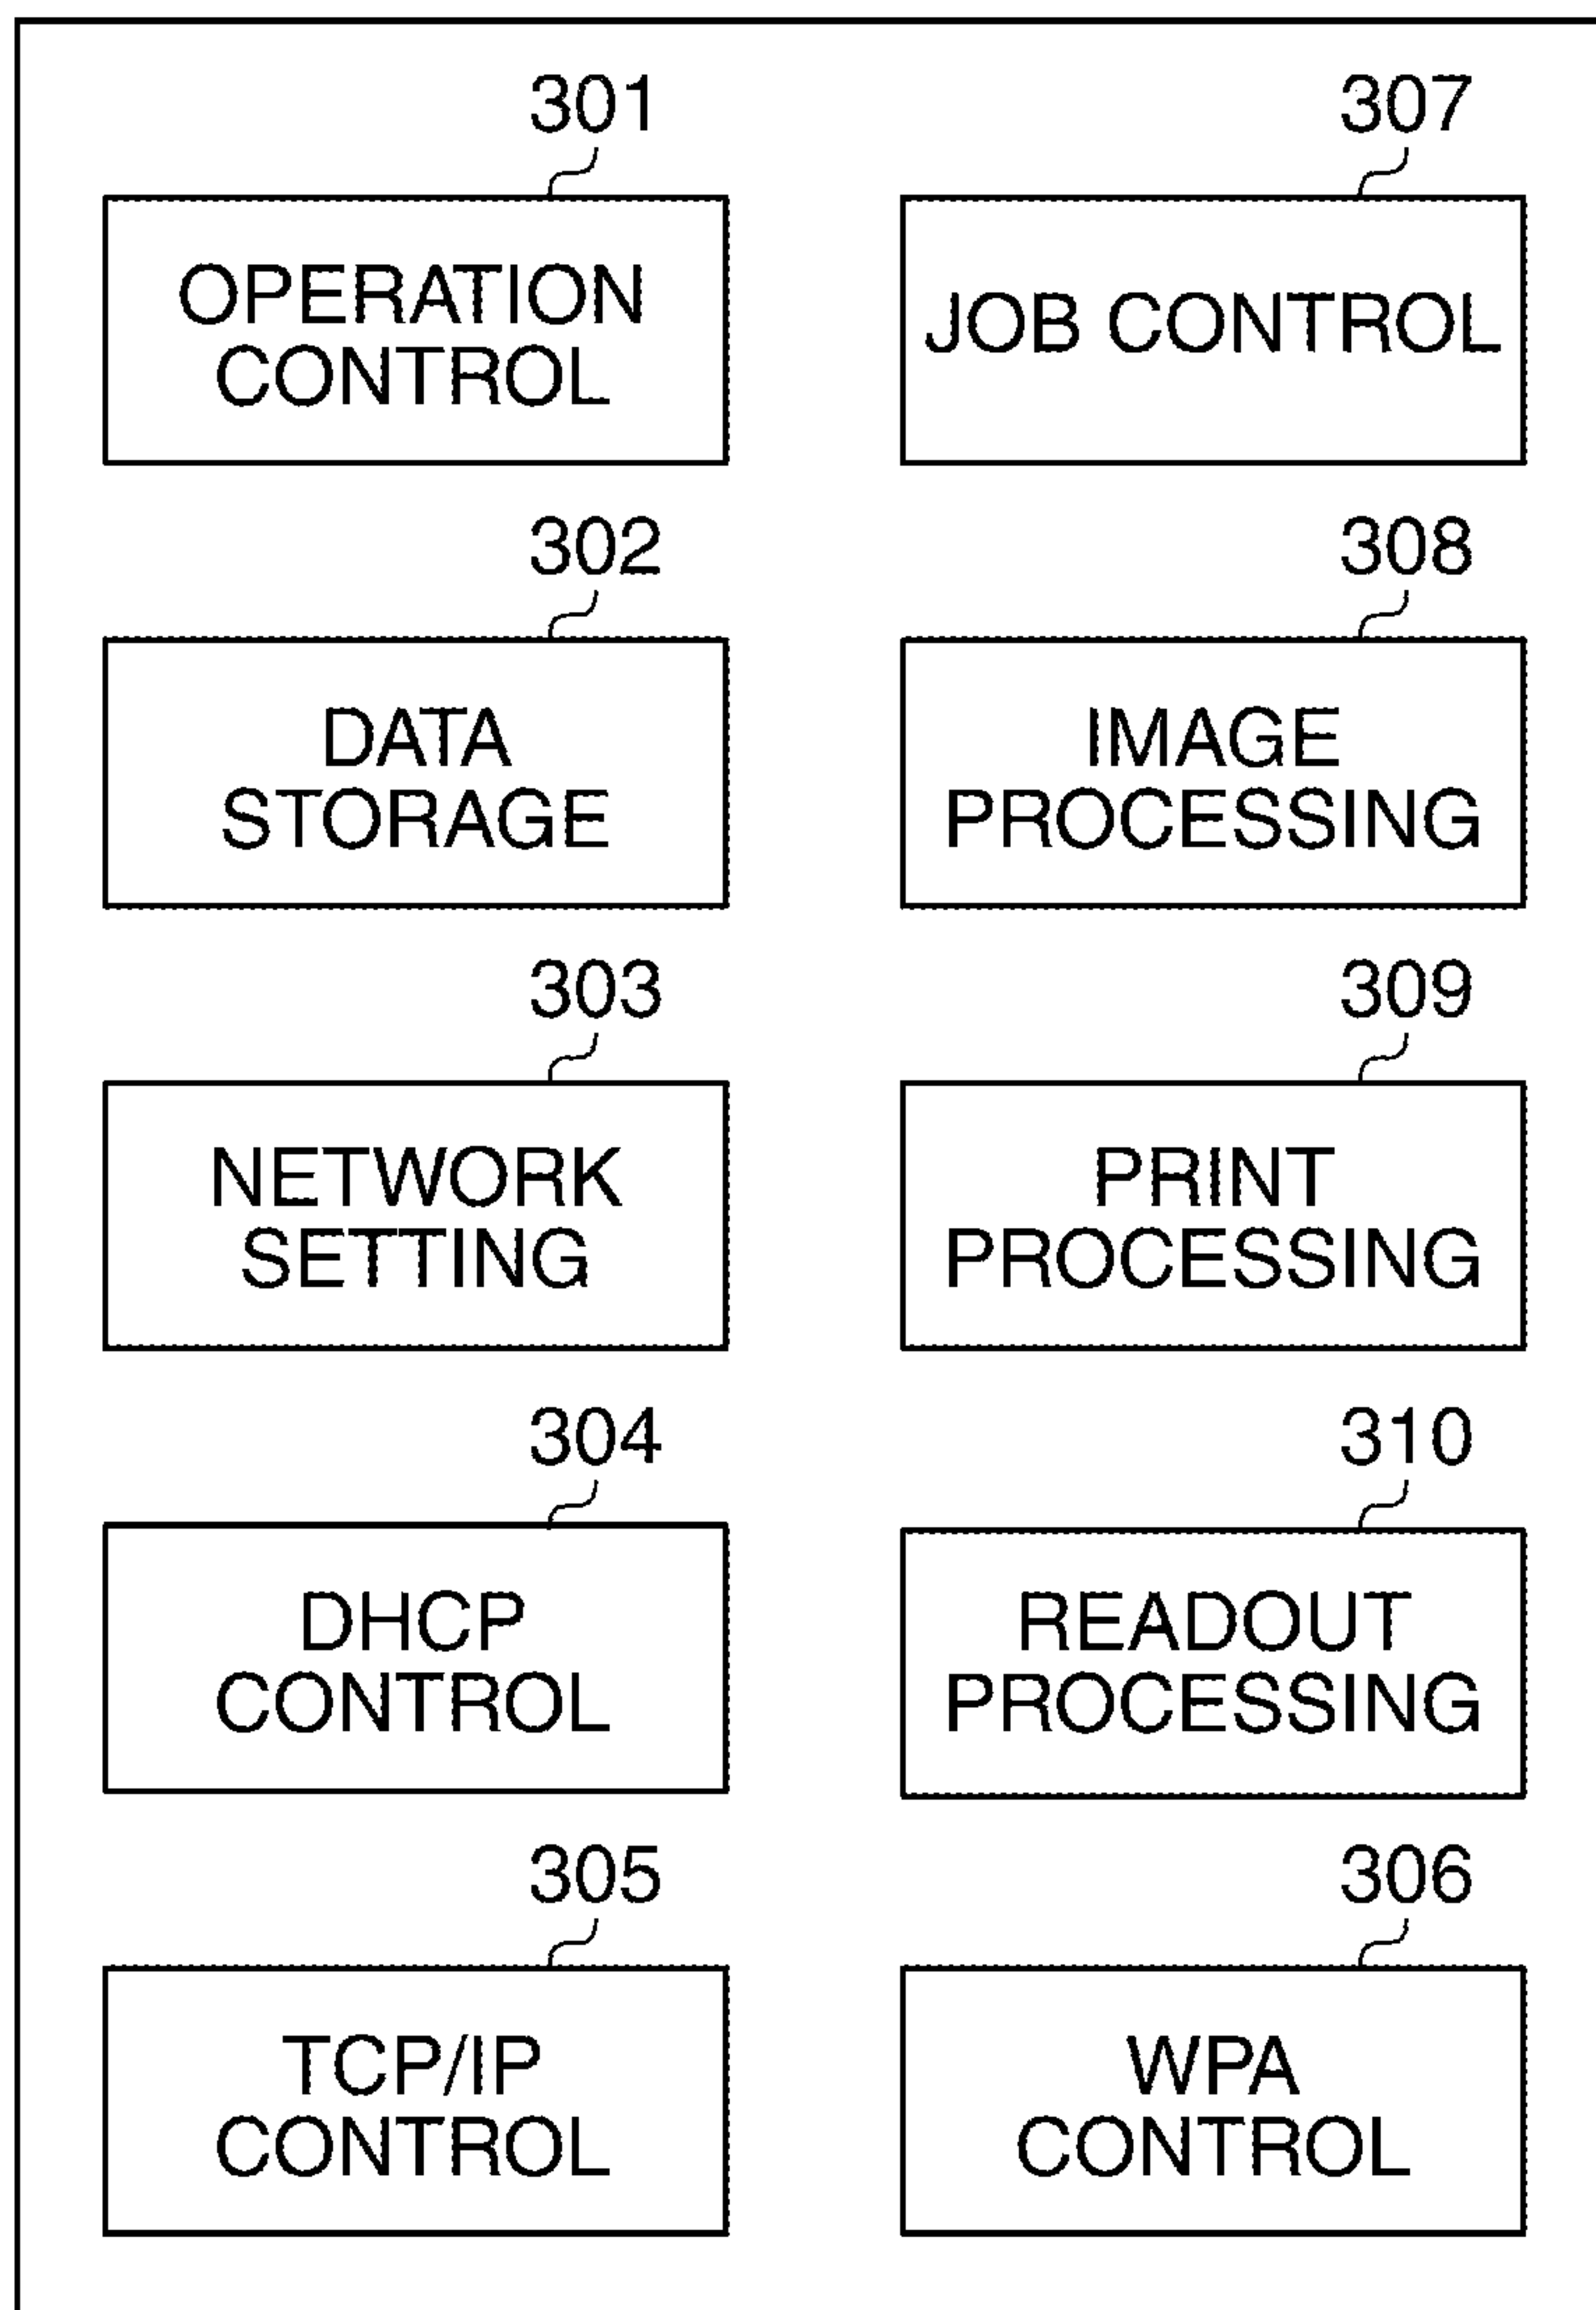 301
OPERATION
CONTROL
307
JOB CONTROL
302
DATA
STORAGE
308
IMAGE
PROCESSING
303
NETWORK
SETTING
309
PRINT
PROCESSING
304
DHCP
CONTROL
310
READOUT
PROCESSING
305
TCP/IP
CONTROL
306
WPA
CONTROL